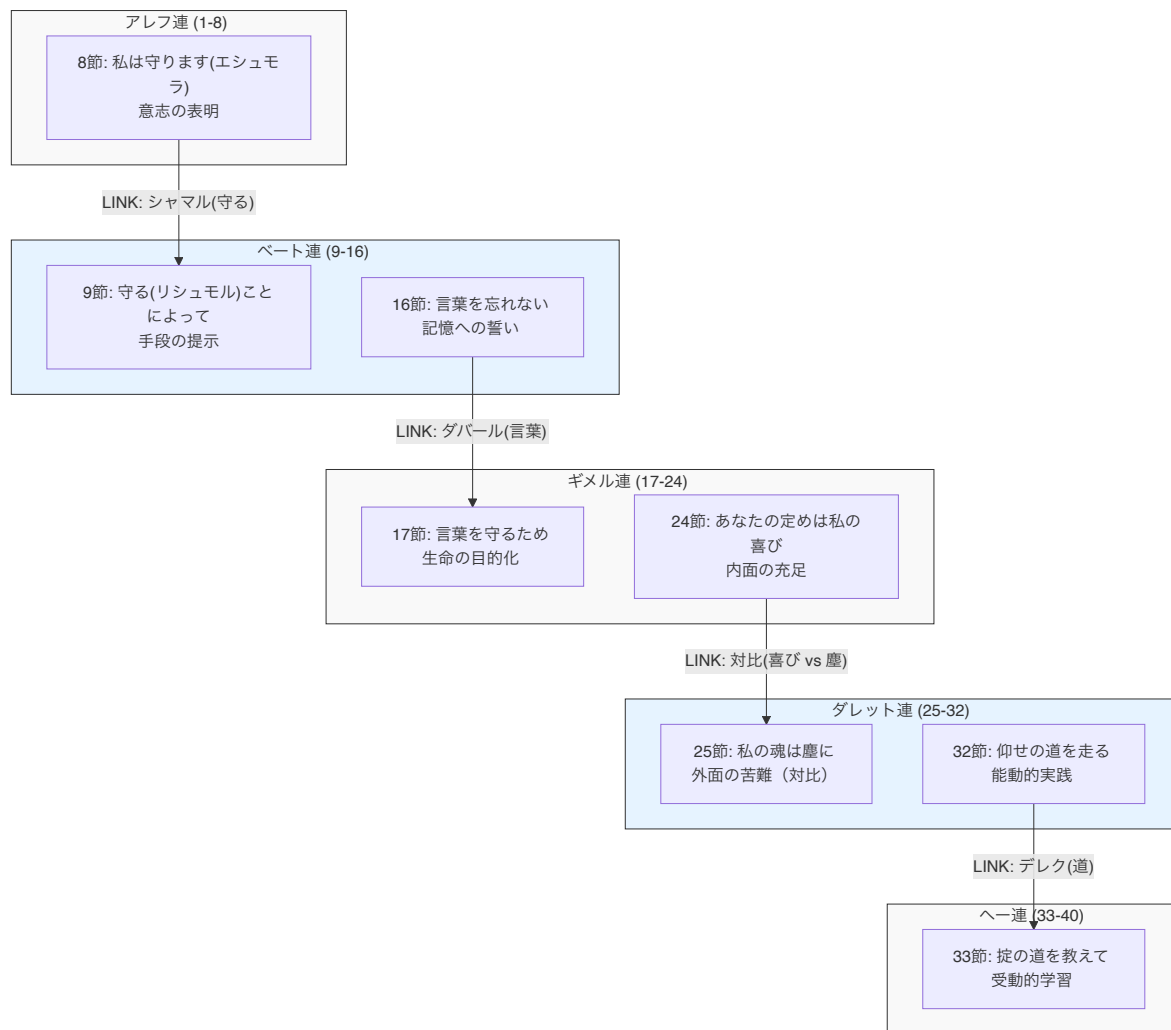 アレフ連 (1-8)
8節: 私は守ります(エシュモ
ラ)
意志の表明
LINK: シャマル(守る)
ベート連 (9-16)
9節: 守る(リシュモル)こと
によって
手段の提示
16節: 言葉を忘れない
記憶への誓い
LINK: ダバール(言葉)
ギメル連 (17-24)
17節: 言葉を守るため
生命の目的化
24節: あなたの定めは私の
喜び
内面の充足
LINK: 対比(喜び vs 塵)
ダレット連 (25-32)
25節: 私の魂は塵に
外面の苦難（対比）
32節: 仰せの道を走る
能動的実践
LINK: デレク(道)
ヘー連 (33-40)
33節: 掟の道を教えて
受動的学習